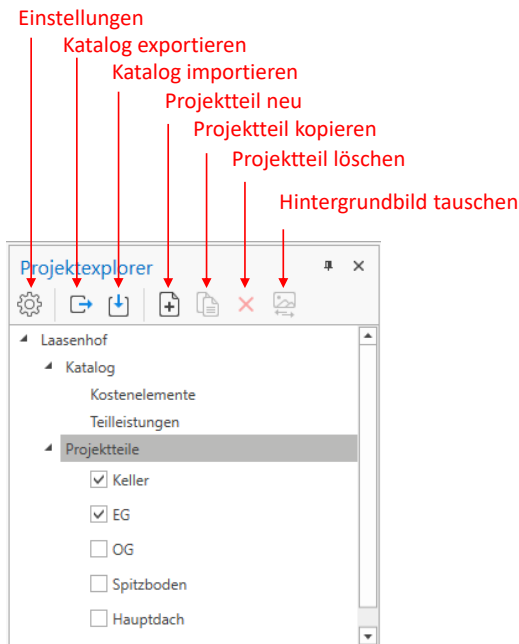 Einstellungen
Katalog exportieren
Katalog importieren
Projektteil neu
Projektteil kopieren
Projektteil löschen
Hintergrundbild tauschen
Projektexplorer
Laasenhof
Katalog
Kostenelemente
Teilleistungen
Projektteile
Keller
EG
OG
Spitzboden
Hauptdach